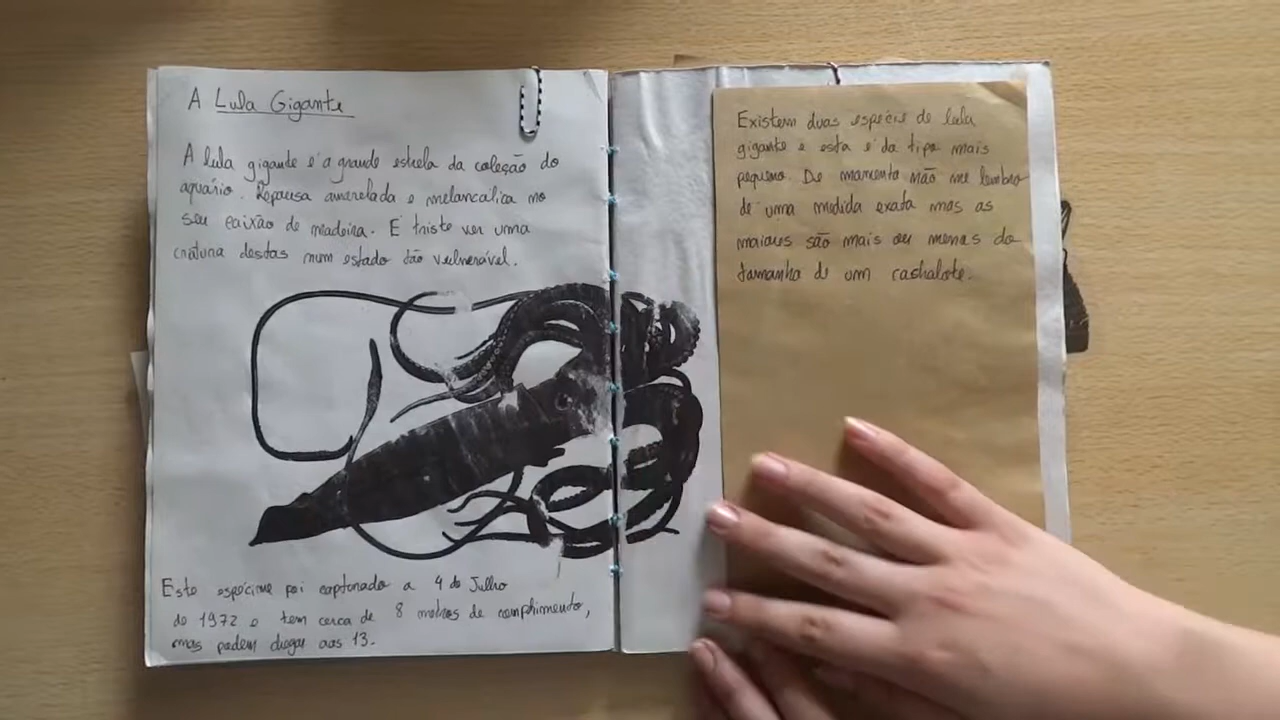 A Lula Gigante
A lula gigante é a grande estrela da coleção do
aquário. Repousa amarelada e melancólica no
seu caixão de madeira. É triste ver uma
criatura destas num estado tão vulnerável.
Este espécime foi capturado a 4 de Julho
de 1972 e tem cerca de 8 metros de comprimento,
mas podem chegar aos 13.
Existem duas espécie de lula
gigante e esta é da tipo mais
pequeno. De momento não me lembro
de uma medida exata mas as
maiores são mais ou menos do
tamanho de um cachalote.